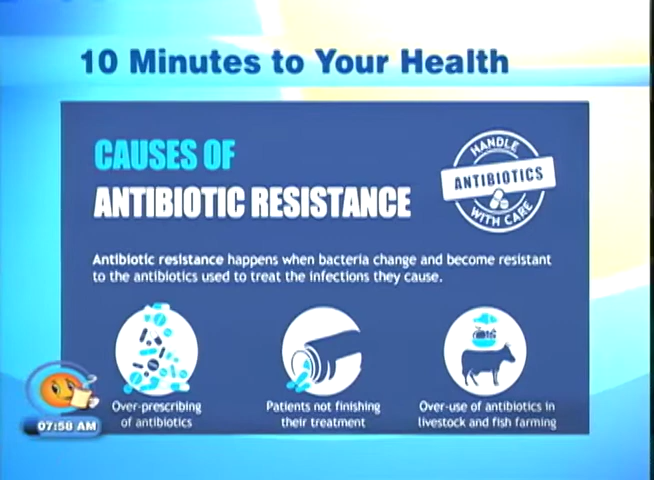 10 Minutes to Your Health
CAUSES OF
ANTIBIOTIC RESISTANCE
HANDLE
ANTIBIOTICS
WITH CARE
Antibiotic resistance happens when bacteria change and become resistant
to the antibiotics used to treat the infections they cause.
Over-prescribing
of antibiotics
Patients not finishing
their treatment
Over-use of antibiotics in
livestock and fish farming
07:58 AM